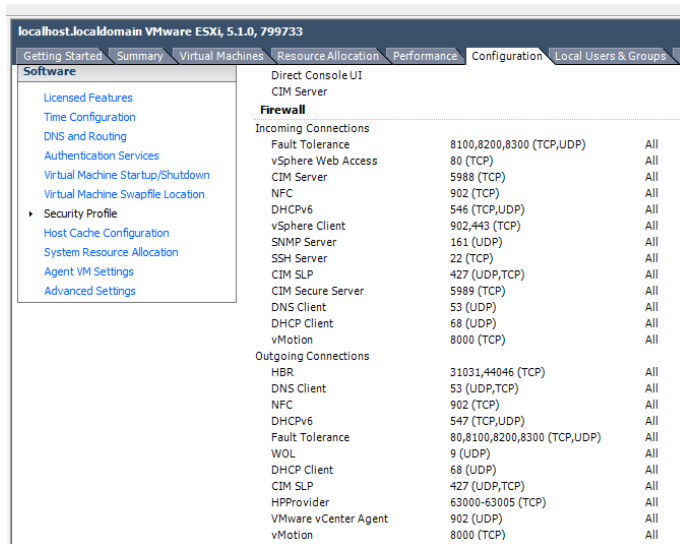 localhost.localdomain VMware ESXi, 5.1.0, 799733
Getting Started Summary Virtual Machines Resource Allocation Performance Configuration Local Users & Groups
Software
Licensed Features
Time Configuration
DNS and Routing
Authentication Services
Virtual Machine Startup/Shutdown
Virtual Machine Swapfile Location
Security Profile
Host Cache Configuration
System Resource Allocation
Agent VM Settings
Advanced Settings
Direct Console UI
CIM Server
Firewall
Incoming Connections
Fault Tolerance 8100,8200,8300 (TCP,UDP) All
vSphere Web Access 80 (TCP) All
CIM Server 5988 (TCP) All
NFC 902 (TCP) All
DHCPv6 546 (TCP,UDP) All
vSphere Client 902,443 (TCP) All
SNMP Server 161 (UDP) All
SSH Server 22 (TCP) All
CIM SLP 427 (UDP,TCP) All
CIM Secure Server 5989 (TCP) All
DNS Client 53 (UDP) All
DHCP Client 68 (UDP) All
vMotion 8000 (TCP) All
Outgoing Connections
HBR 31031,44046 (TCP) All
DNS Client 53 (UDP,TCP) All
NFC 902 (TCP) All
DHCPv6 547 (TCP,UDP) All
Fault Tolerance 80,8100,8200,8300 (TCP,UDP) All
WOL 9 (UDP) All
DHCP Client 68 (UDP) All
CIM SLP 427 (UDP,TCP) All
HPProvider 63000-63005 (TCP) All
VMware vCenter Agent 902 (UDP) All
vMotion 8000 (TCP) All